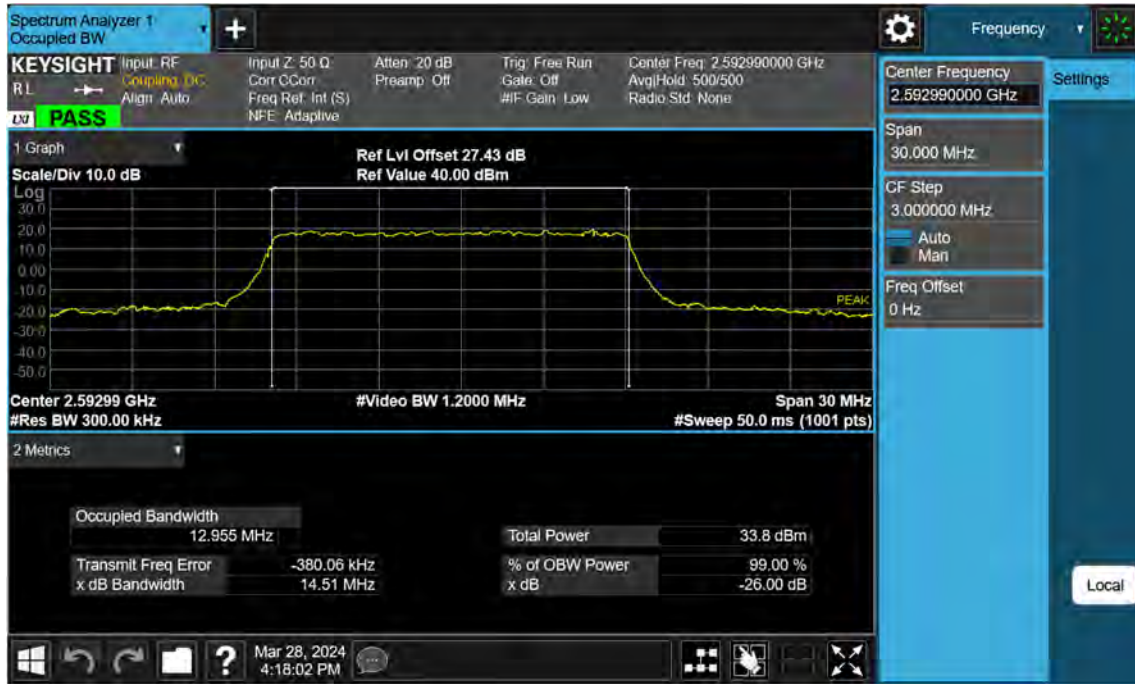 Spectrum Analyzer 1
Occupied BW
Frequency
KEYSIGHT
R L
LXI PASS
Input: RF
Coupling: DC
Align: Auto
Input Z: 50 Ω
Corr CCorr
Freq Ref: Int (S)
NFE: Adaptive
Atten: 20 dB
Preamp: Off
Trig: Free Run
Gate: Off
#IF Gain: Low
Center Freq: 2.592990000 GHz
Avg|Hold: 500/500
Radio Std: None
Center Frequency
2.592990000 GHz
Settings
Span
30.000 MHz
CF Step
3.000000 MHz
Auto
Man
Freq Offset
0 Hz
Local
1 Graph
Scale/Div 10.0 dB
Ref Lvl Offset 27.43 dB
Ref Value 40.00 dBm
Log
30.0
20.0
10.0
0.00
-10.0
-20.0
-30.0
-40.0
-50.0
PEAK
Center 2.59299 GHz
#Video BW 1.2000 MHz
Span 30 MHz
#Res BW 300.00 kHz
#Sweep 50.0 ms (1001 pts)
2 Metrics
Occupied Bandwidth
12.955 MHz
Total Power 33.8 dBm
Transmit Freq Error -380.06 kHz
% of OBW Power 99.00 %
x dB Bandwidth 14.51 MHz
x dB -26.00 dB
Mar 28, 2024
4:18:02 PM